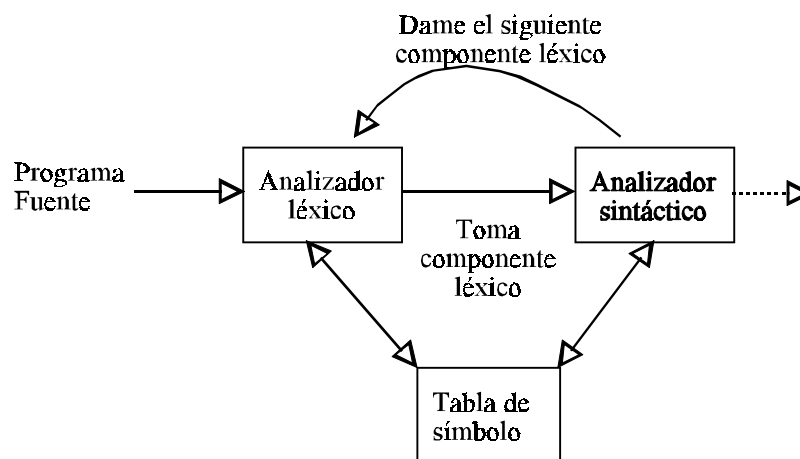 Dame el siguiente
componente léxico
Programa
Fuente
Analizador
léxico
Toma
componente
léxico
Analizador
sintáctico
Tabla de
símbolo